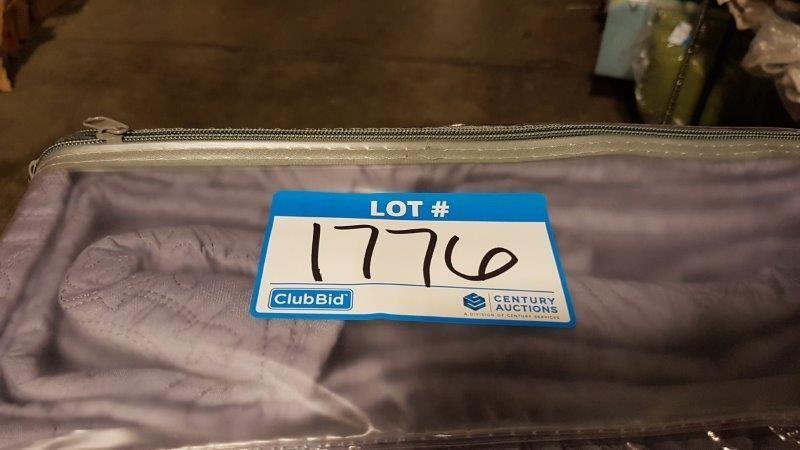 LOT #
1776
ClubBid
CENTURY
AUCTIONS
A DIVISION OF CENTURY SERVICES